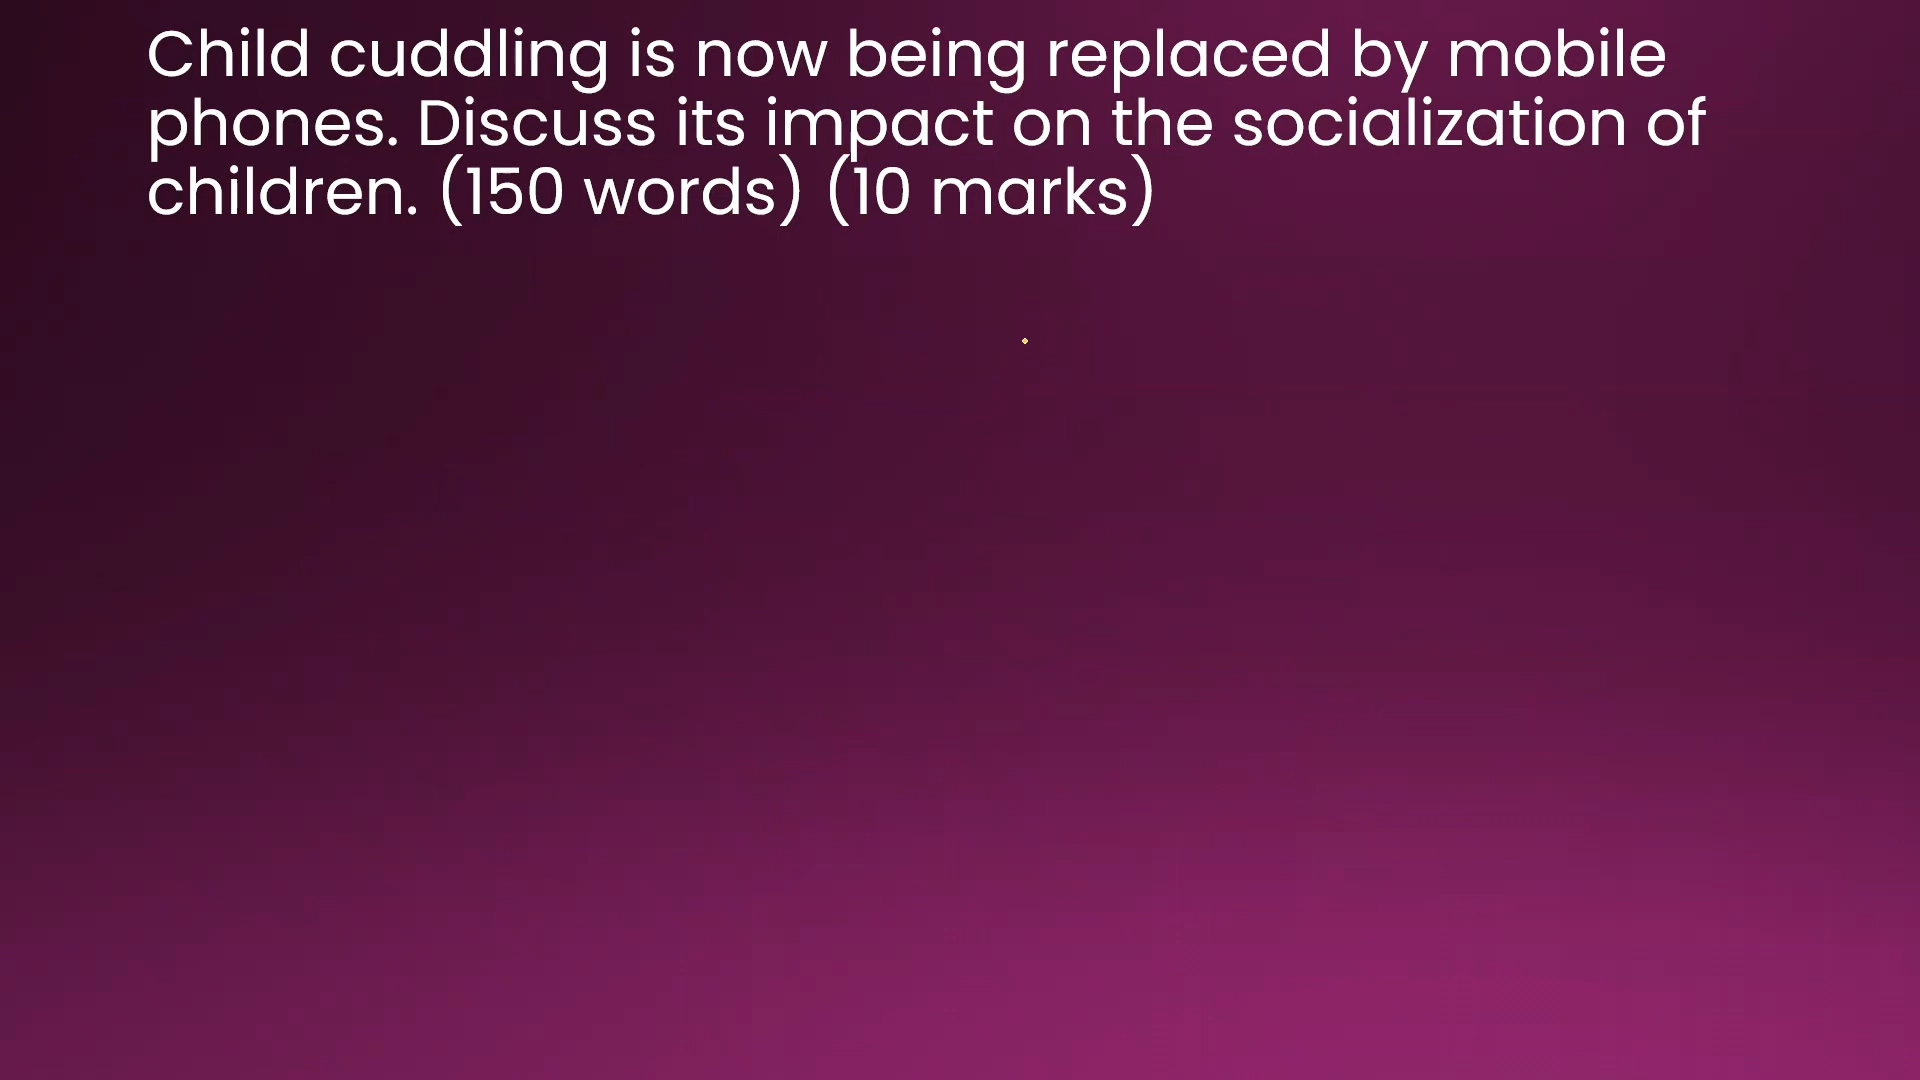 Child cuddling is now being replaced by mobile
phones. Discuss its impact on the socialization of
children. (150 words) (10 marks)